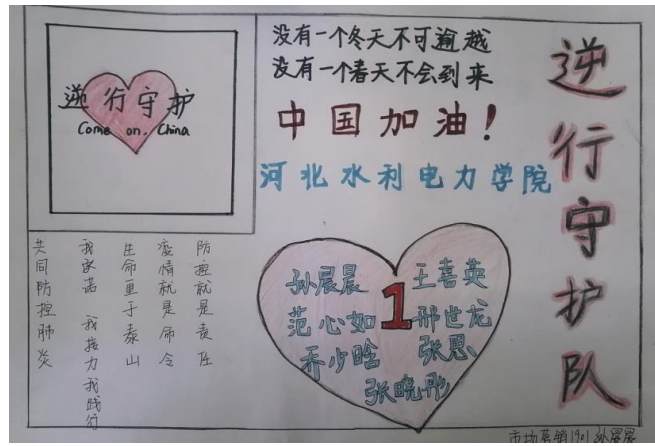 没有一个冬天不可逾越
没有一个春天不会到来
中国加油！
河北水利电力学院
逆行守护队
逆行守护
Come on, China
防控就是责任
疫情就是命令
生命重于泰山
我承诺 我接力 我践行
共同防控肺炎
孙晨晨
王喜英
1
范心如
邢世龙
乔少晗
张恩
张晓彤
市场营销1901 孙晨晨